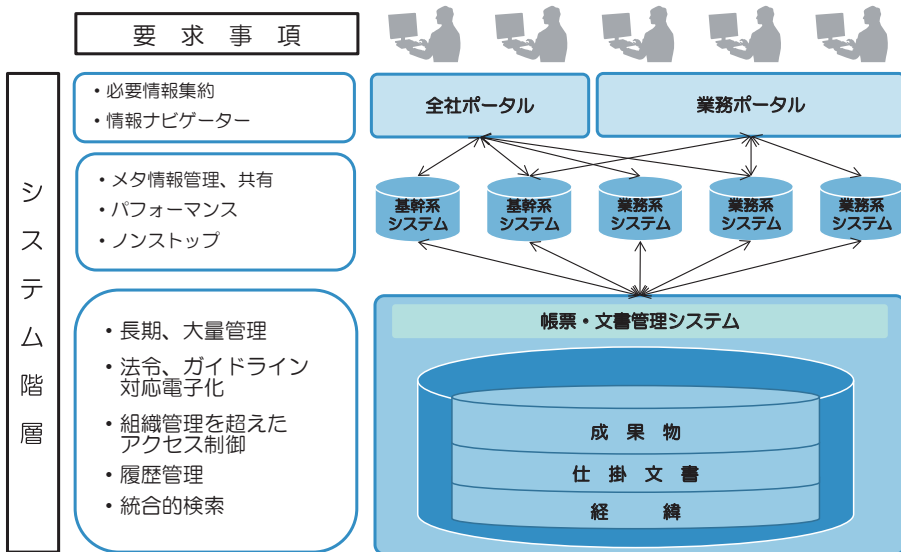 要求事項
システム階層
・必要情報集約
・情報ナビゲーター
全社ポータル
業務ポータル
・メタ情報管理、共有
・パフォーマンス
・ノンストップ
基幹系
システム
基幹系
システム
業務系
システム
業務系
システム
業務系
システム
・長期、大量管理
・法令、ガイドライン
対応電子化
・組織管理を超えた
アクセス制御
・履歴管理
・統合的検索
帳票・文書管理システム
成果物
仕掛文書
経緯